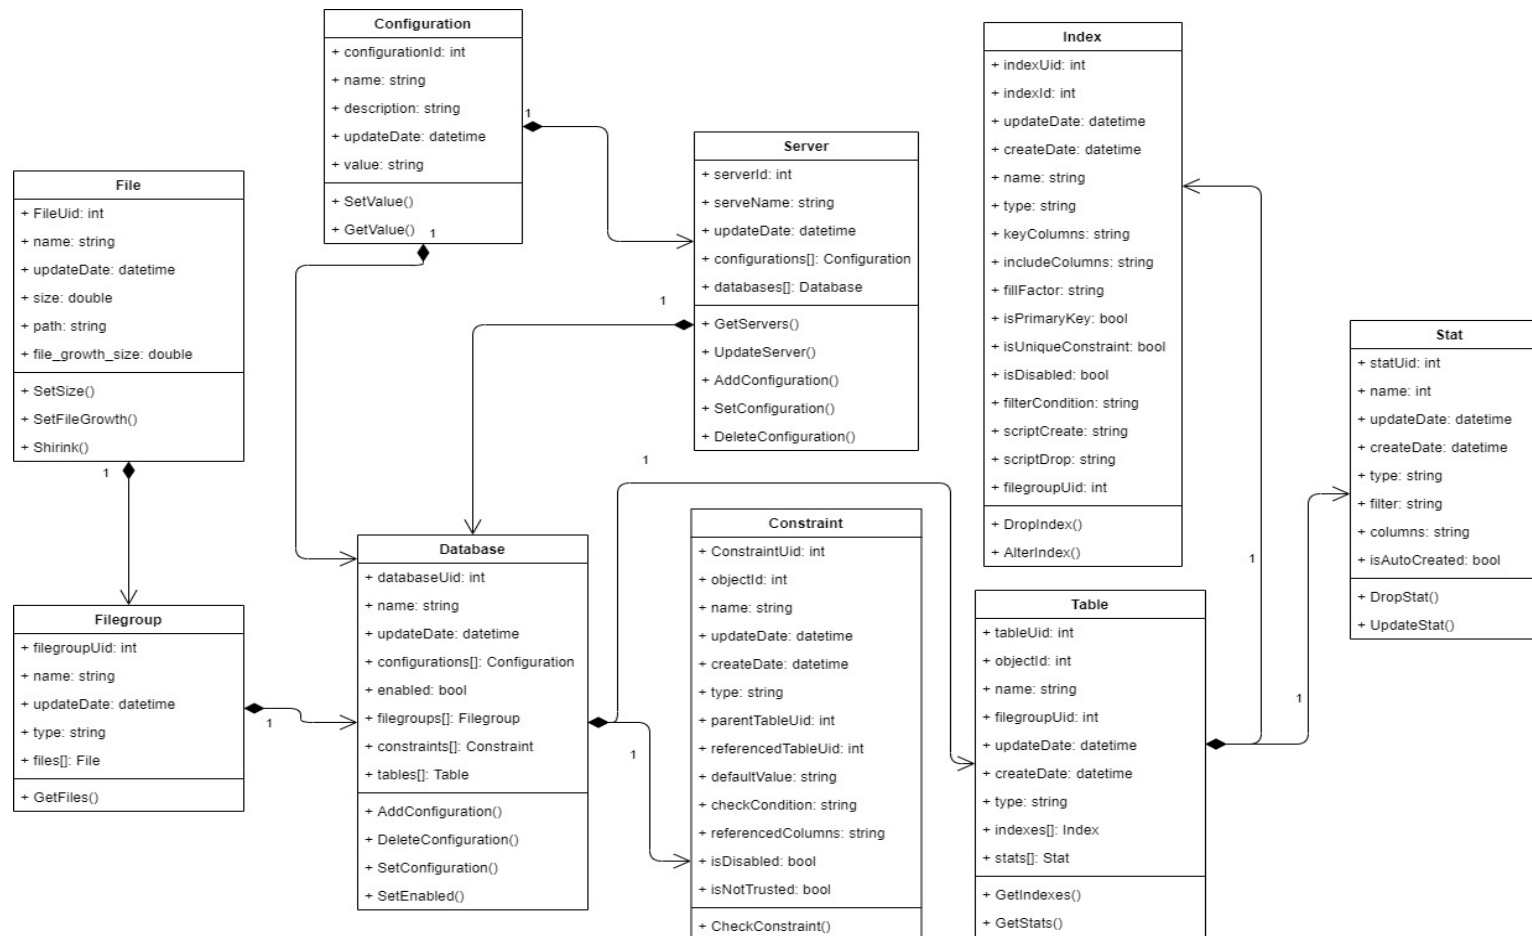 Configuration
+ configurationId: int
+ name: string
+ description: string
+ updateDate: datetime
+ value: string
+ SetValue()
+ GetValue()
1
1
File
+ FileUid: int
+ name: string
+ updateDate: datetime
+ size: double
+ path: string
+ file_growth_size: double
+ SetSize()
+ SetFileGrowth()
+ Shirink()
1
Server
+ serverId: int
+ serveName: string
+ updateDate: datetime
+ configurations[]: Configuration
+ databases[]: Database
+ GetServers()
+ UpdateServer()
+ AddConfiguration()
+ SetConfiguration()
+ DeleteConfiguration()
1
Index
+ indexUid: int
+ indexId: int
+ updateDate: datetime
+ createDate: datetime
+ name: string
+ type: string
+ keyColumns: string
+ includeColumns: string
+ fillFactor: string
+ isPrimaryKey: bool
+ isUniqueConstraint: bool
+ isDisabled: bool
+ filterCondition: string
+ scriptCreate: string
+ scriptDrop: string
+ filegroupUid: int
+ DropIndex()
+ AlterIndex()
Stat
+ statUid: int
+ name: int
+ updateDate: datetime
+ createDate: datetime
+ type: string
+ filter: string
+ columns: string
+ isAutoCreated: bool
+ DropStat()
+ UpdateStat()
Filegroup
+ filegroupUid: int
+ name: string
+ updateDate: datetime
+ type: string
+ files[]: File
+ GetFiles()
1
Database
+ databaseUid: int
+ name: string
+ updateDate: datetime
+ configurations[]: Configuration
+ enabled: bool
+ filegroups[]: Filegroup
+ constraints[]: Constraint
+ tables[]: Table
+ AddConfiguration()
+ DeleteConfiguration()
+ SetConfiguration()
+ SetEnabled()
1
1
Constraint
+ ConstraintUid: int
+ objectId: int
+ name: string
+ updateDate: datetime
+ createDate: datetime
+ type: string
+ parentTableUid: int
+ referencedTableUid: int
+ defaultValue: string
+ checkCondition: string
+ referencedColumns: string
+ isDisabled: bool
+ isNotTrusted: bool
+ CheckConstraint()
Table
+ tableUid: int
+ objectId: int
+ name: string
+ filegroupUid: int
+ updateDate: datetime
+ createDate: datetime
+ type: string
+ indexes[]: Index
+ stats[]: Stat
+ GetIndexes()
+ GetStats()
1
1